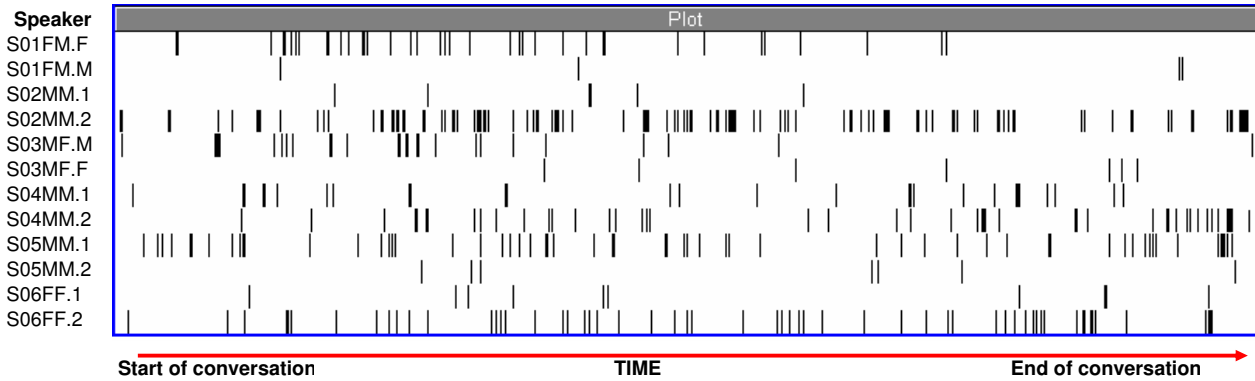 Speaker
Plot
S01FM.F
S01FM.M
S02MM.1
S02MM.2
S03MF.M
S03MF.F
S04MM.1
S04MM.2
S05MM.1
S05MM.2
S06FF.1
S06FF.2
Start of conversation TIME End of conversation